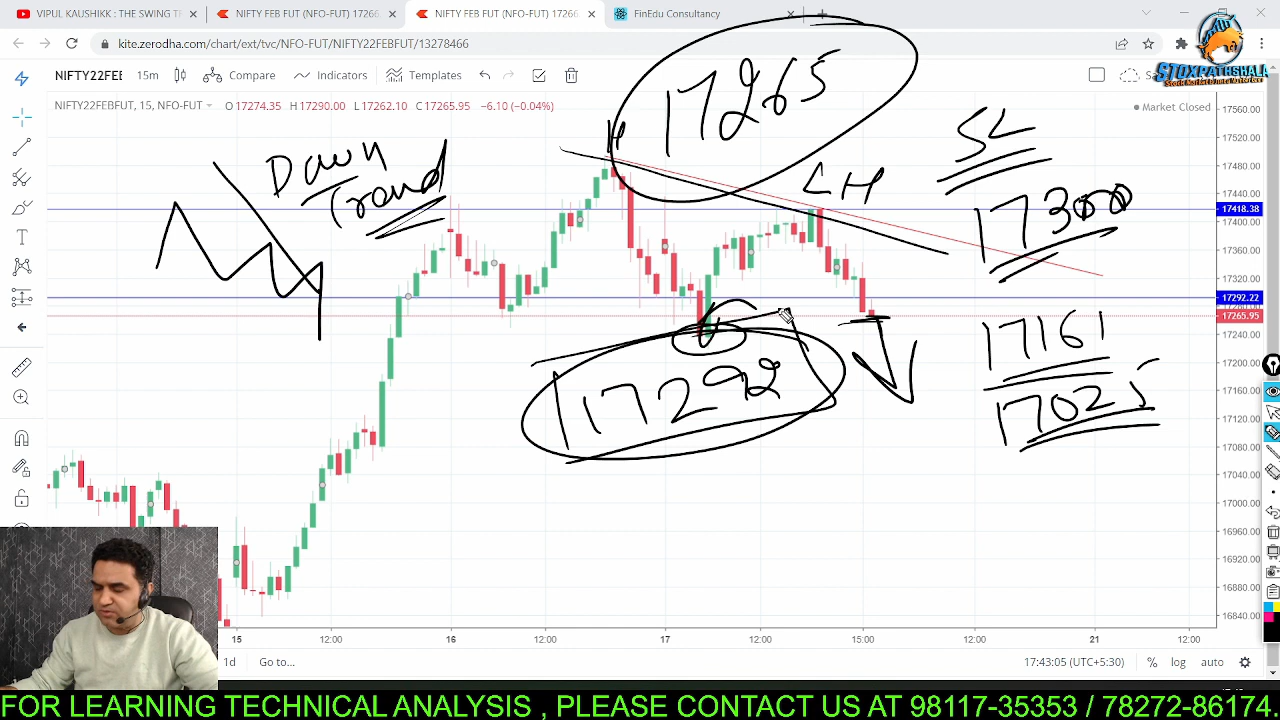 VIPUL KAUSHEY - THE SWING T
NIFTY FEB FUT (NFO-FUT) 17265
NIFTY FEB FUT (NFO-FUT) 17266
FinEdu Consultancy
kite.zerodha.com/chart/ext/tvc/NFO-FUT/NIFTY22FEBFUT/13278466
STOXPATHSHALA
NIFTY22FEB 15m Compare Indicators Templates
NIFTY22FEBFUT, 15, NFO-FUT O17274.35 H17290.00 L17262.10 C17265.95 −6.10 (−0.04%)
Market Closed
17265
Down
Trend
H
LH
SL
17300
17292
17161
17025
17560.00
17520.00
17480.00
17440.00
17418.38
17400.00
17360.00
17320.00
17292.22
17265.95
17240.00
17200.00
17160.00
17120.00
17080.00
17040.00
17000.00
16960.00
16920.00
16880.00
16840.00
15 12:00 16 12:00 17 12:00 15:00 12:00 21 12:00
1d Go to... 17:43:05 (UTC+5:30) % log auto
FOR LEARNING TECHNICAL ANALYSIS , PLEASE CONTACT US AT 98117-35353 / 78272-86174.